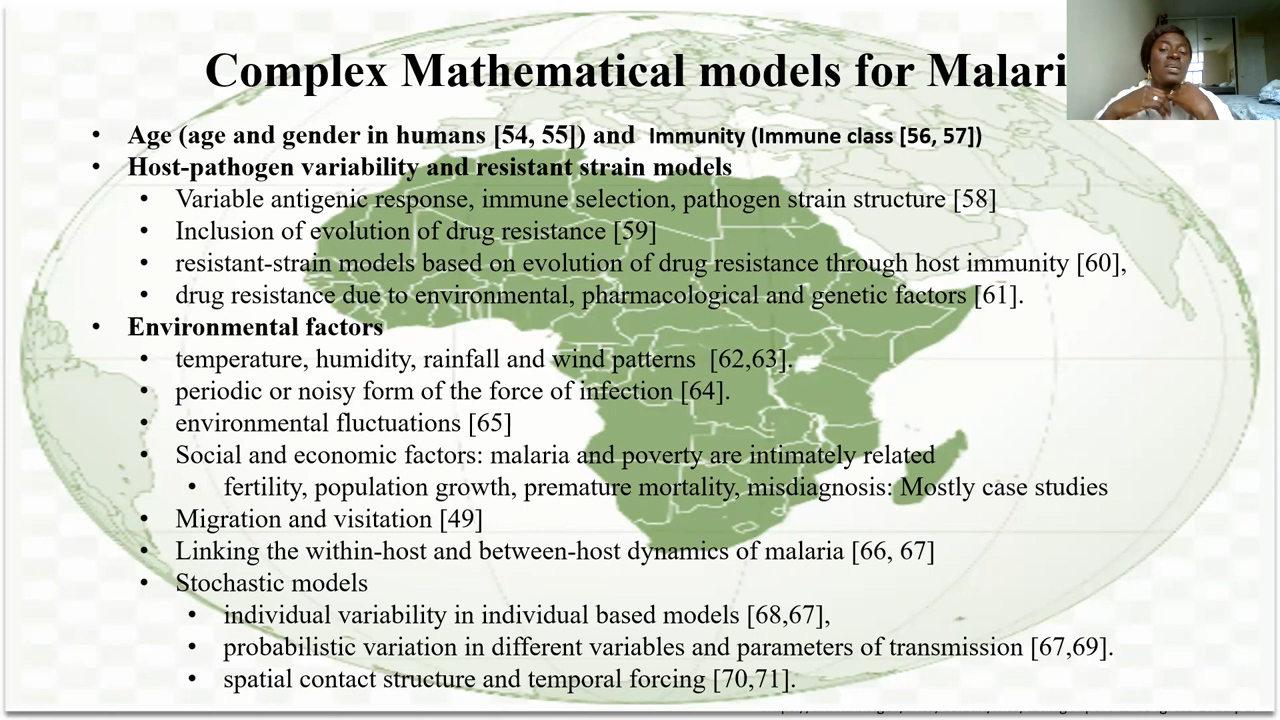 Complex Mathematical models for Malari
• Age (age and gender in humans [54, 55]) and Immunity (Immune class [56, 57])
• Host-pathogen variability and resistant strain models
• Variable antigenic response, immune selection, pathogen strain structure [58]
• Inclusion of evolution of drug resistance [59]
• resistant-strain models based on evolution of drug resistance through host immunity [60],
• drug resistance due to environmental, pharmacological and genetic factors [61].
• Environmental factors
• temperature, humidity, rainfall and wind patterns [62,63].
• periodic or noisy form of the force of infection [64].
• environmental fluctuations [65]
• Social and economic factors: malaria and poverty are intimately related
• fertility, population growth, premature mortality, misdiagnosis: Mostly case studies
• Migration and visitation [49]
• Linking the within-host and between-host dynamics of malaria [66, 67]
• Stochastic models
• individual variability in individual based models [68,67],
• probabilistic variation in different variables and parameters of transmission [67,69].
• spatial contact structure and temporal forcing [70,71].